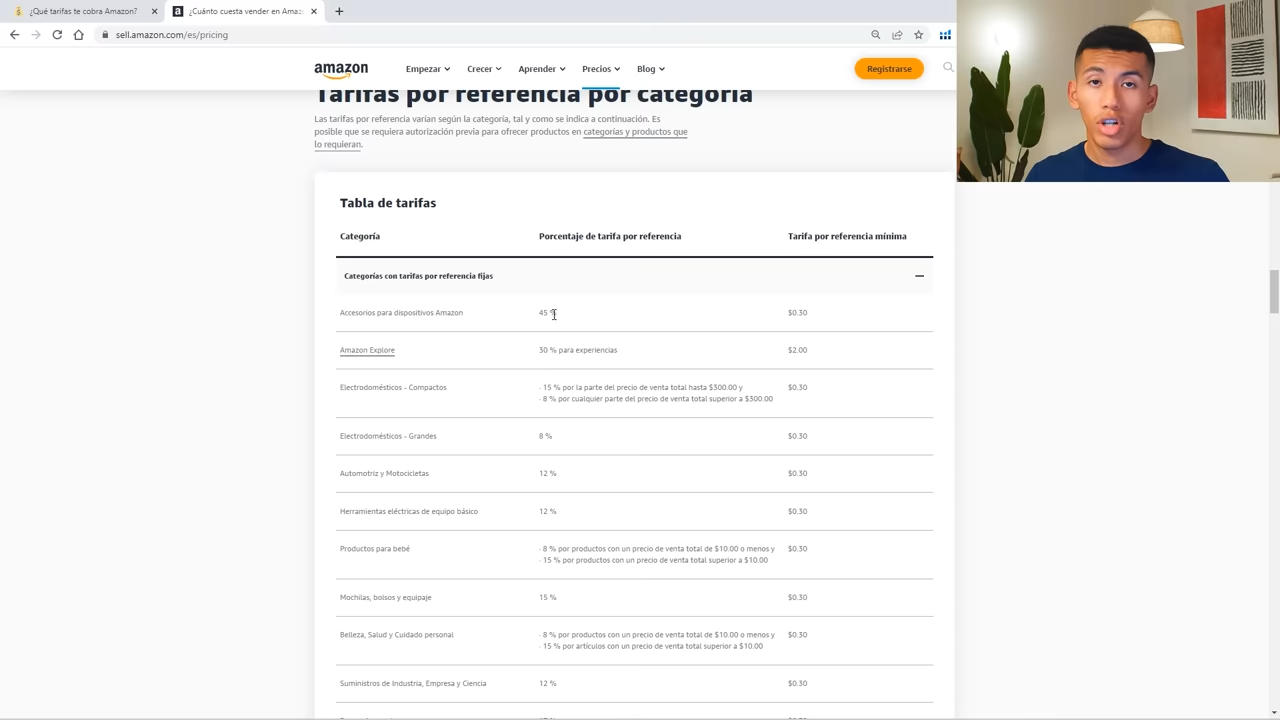 ¿Qué tarifas te cobra Amazon?
¿Cuánto cuesta vender en Amaz
sell.amazon.com/es/pricing
amazon
Empezar
Crecer
Aprender
Precios
Blog
Registrarse
Tarifas por referencia por categoría
Las tarifas por referencia varían según la categoría, tal y como se indica a continuación. Es
posible que se requiera autorización previa para ofrecer productos en categorías y productos que
lo requieran.
Tabla de tarifas
Categoría Porcentaje de tarifa por referencia Tarifa por referencia mínima
Categorías con tarifas por referencia fijas
Accesorios para dispositivos Amazon 45 % $0.30
Amazon Explore 30 % para experiencias $2.00
Electrodomésticos - Compactos · 15 % por la parte del precio de venta total hasta $300.00 y $0.30
· 8 % por cualquier parte del precio de venta total superior a $300.00
Electrodomésticos - Grandes 8 % $0.30
Automotriz y Motocicletas 12 % $0.30
Herramientas eléctricas de equipo básico 12 % $0.30
Productos para bebé · 8 % por productos con un precio de venta total de $10.00 o menos y $0.30
· 15 % por productos con un precio de venta total superior a $10.00
Mochilas, bolsos y equipaje 15 % $0.30
Belleza, Salud y Cuidado personal · 8 % por productos con un precio de venta total de $10.00 o menos y $0.30
· 15 % por artículos con un precio de venta total superior a $10.00
Suministros de Industria, Empresa y Ciencia 12 % $0.30